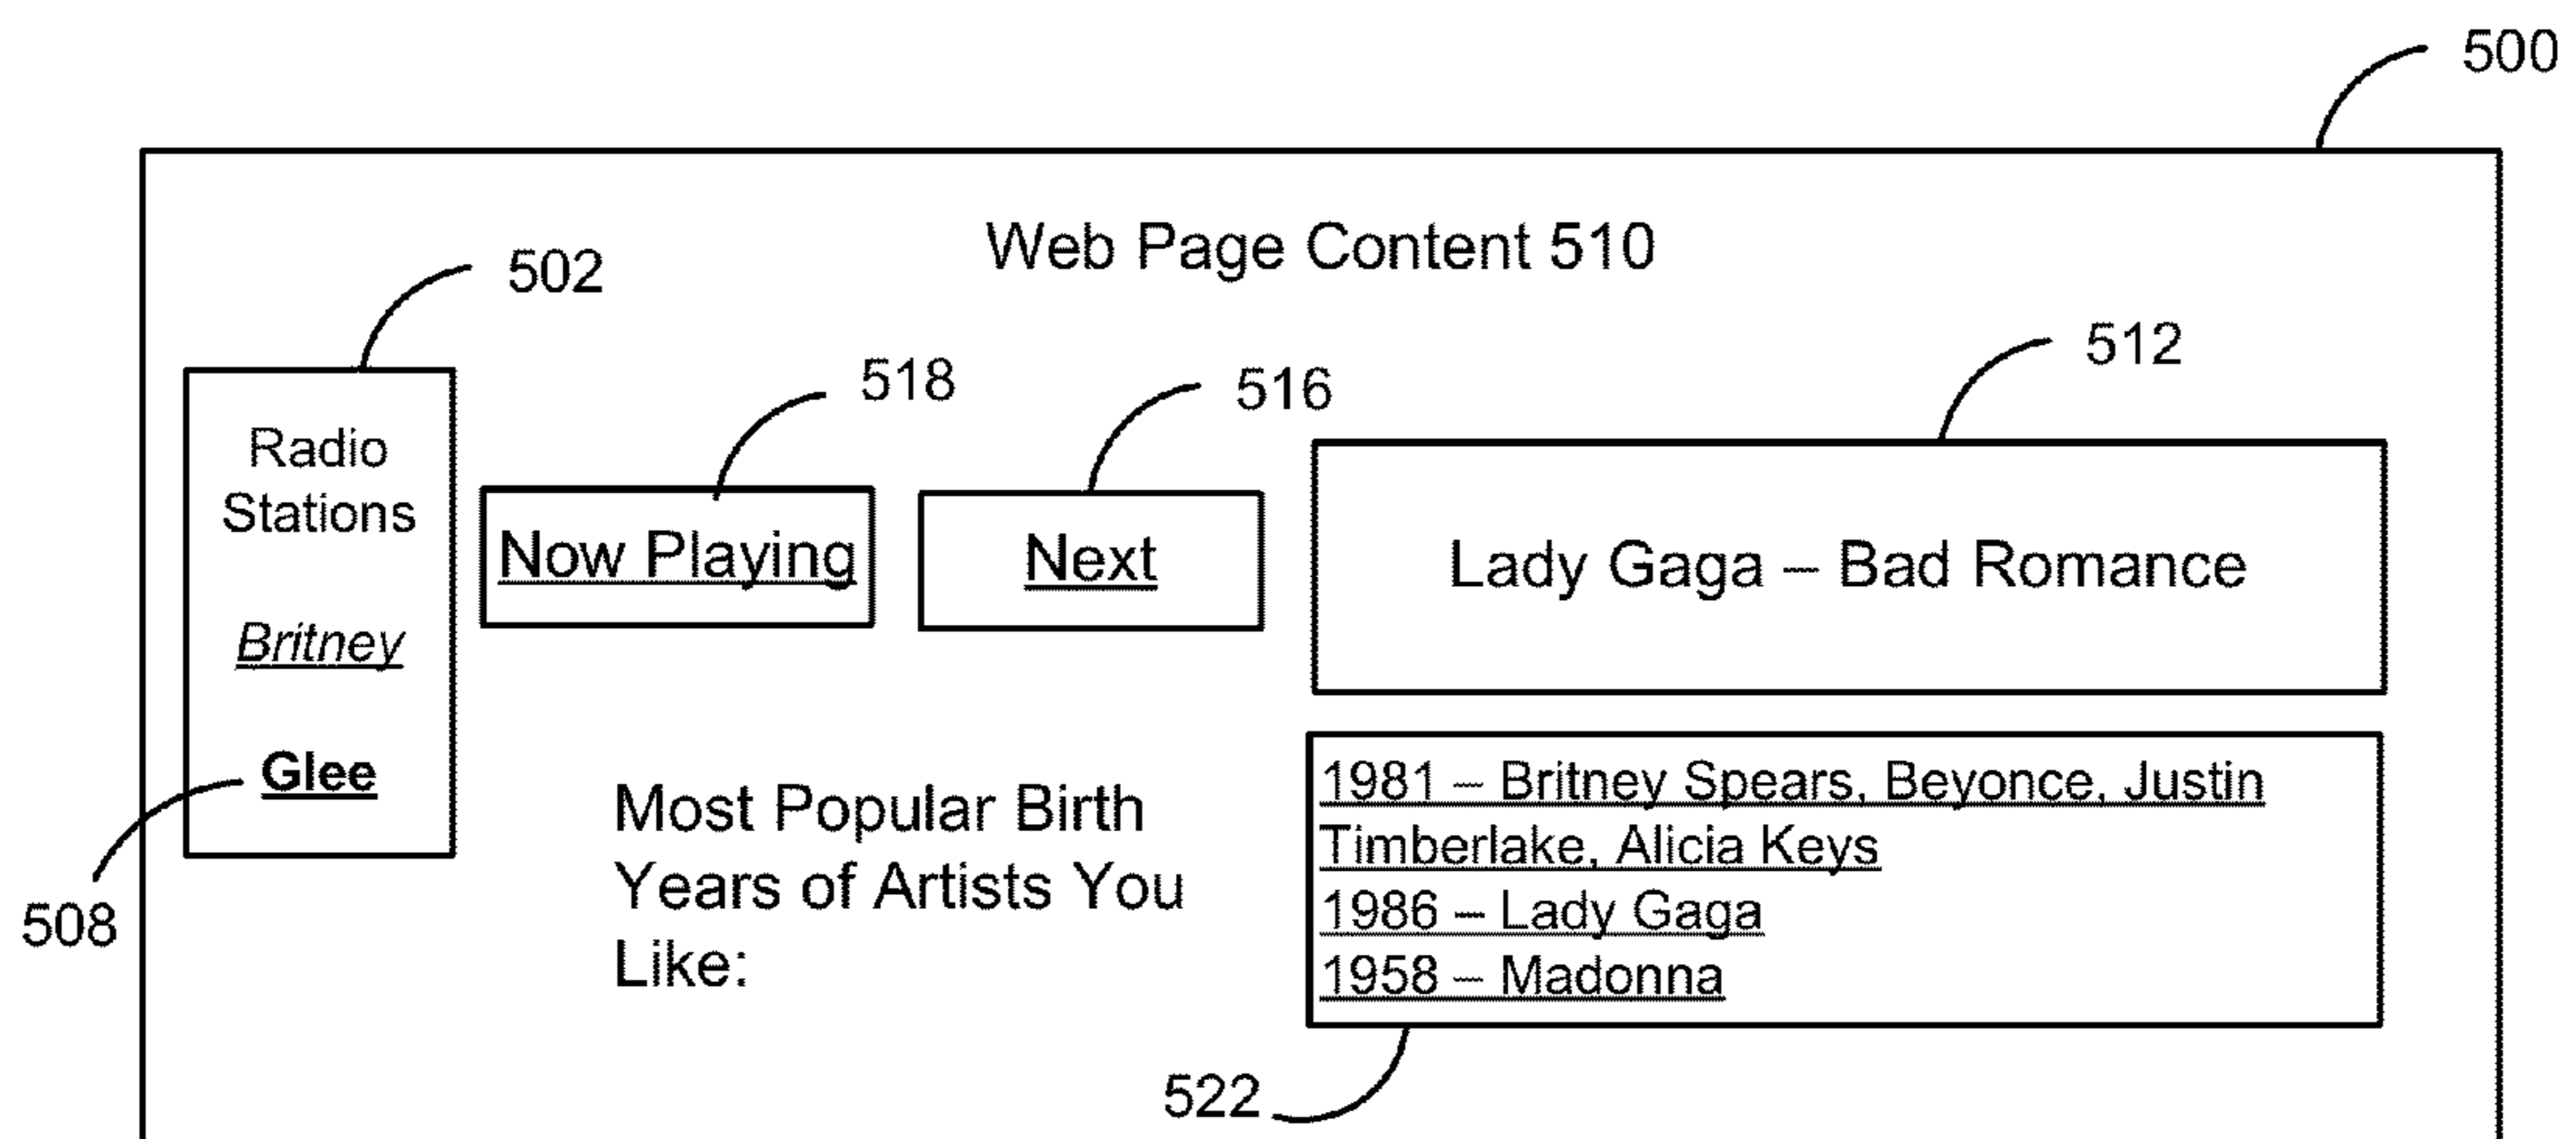 500
Web Page Content 510
502
512
518
516
Radio
Stations
Britney
Glee
508
Now Playing
Next
Lady Gaga – Bad Romance
Most Popular Birth
Years of Artists You
Like:
1981 – Britney Spears, Beyonce, Justin
Timberlake, Alicia Keys
1986 – Lady Gaga
1958 – Madonna
522